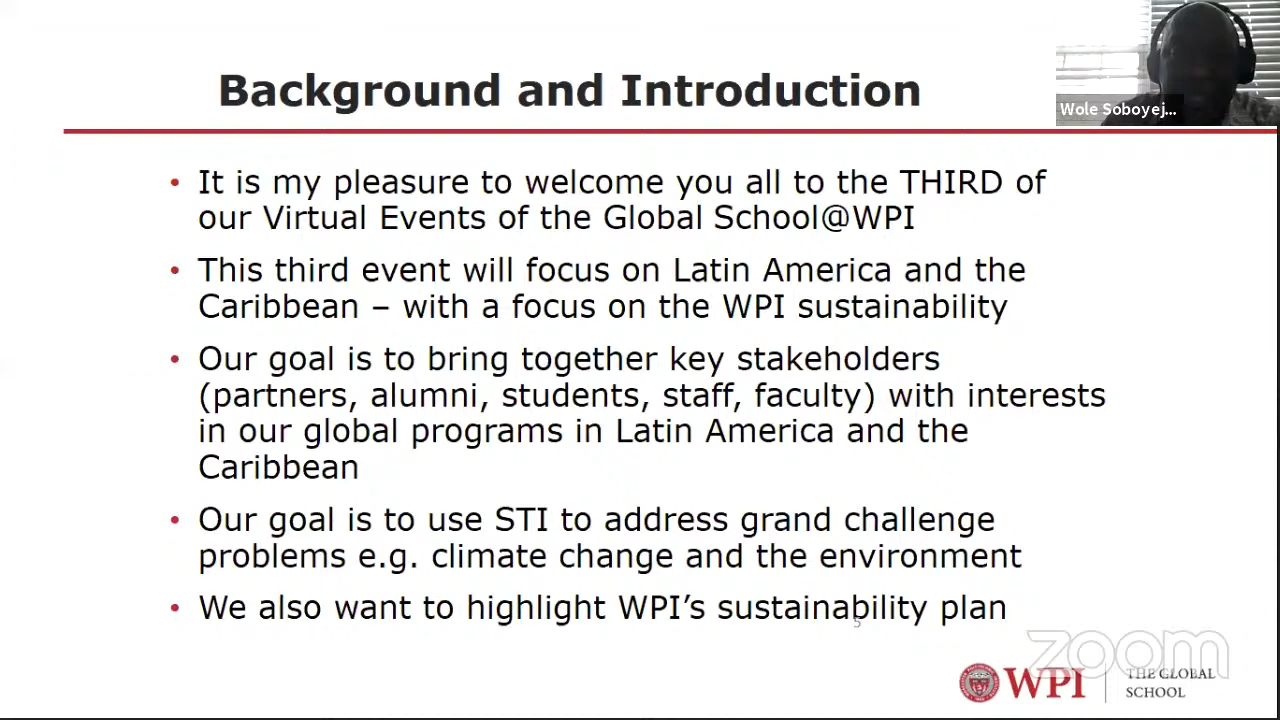 Background and Introduction
Wole Soboyej...
• It is my pleasure to welcome you all to the THIRD of
our Virtual Events of the Global School@WPI
• This third event will focus on Latin America and the
Caribbean – with a focus on the WPI sustainability
• Our goal is to bring together key stakeholders
(partners, alumni, students, staff, faculty) with interests
in our global programs in Latin America and the
Caribbean
• Our goal is to use STI to address grand challenge
problems e.g. climate change and the environment
• We also want to highlight WPI’s sustainability plan
5
zoom
WPI
THE GLOBAL
SCHOOL